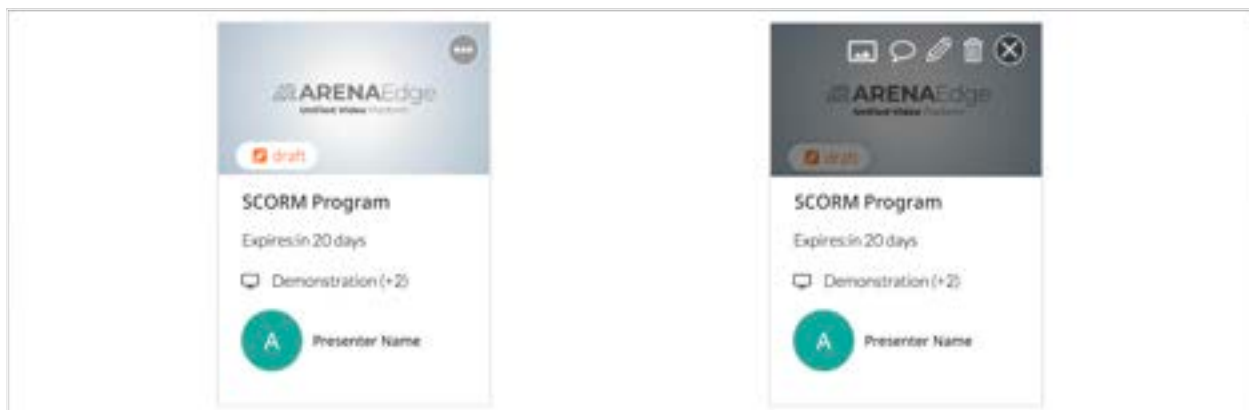 ARENAEdge
Unified Video Platform
draft
SCORM Program
Expires:in 20 days
Demonstration (+2)
A
Presenter Name
ARENAEdge
Unified Video Platform
draft
SCORM Program
Expires:in 20 days
Demonstration (+2)
A
Presenter Name